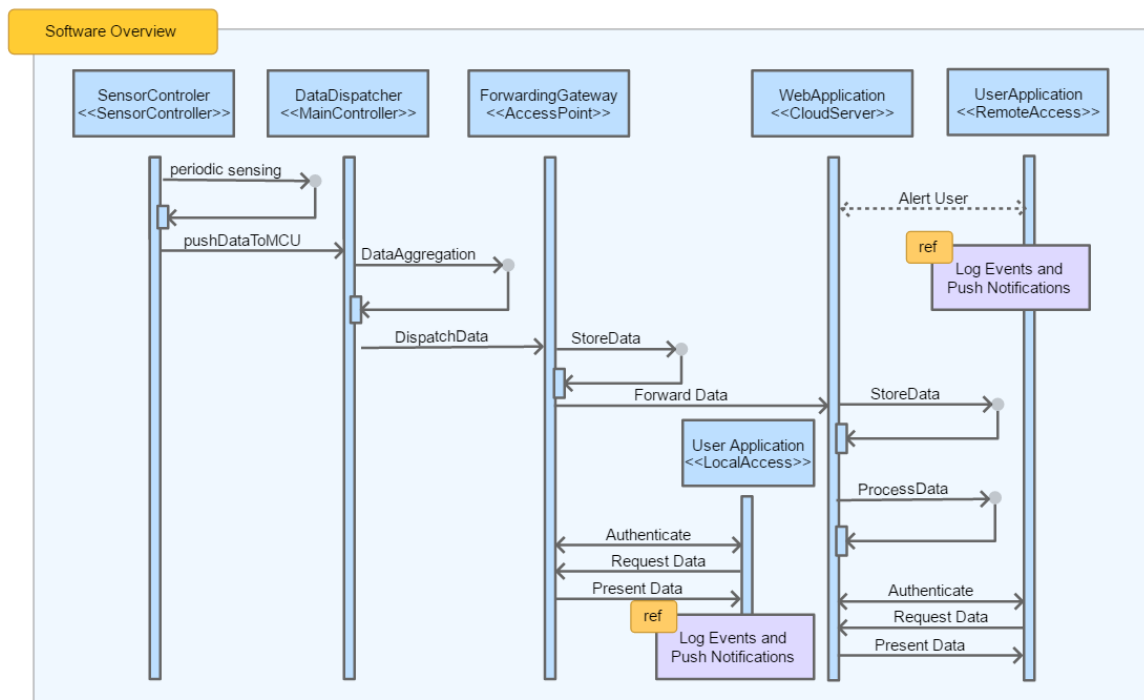 Software Overview
SensorControler
<<SensorController>>
DataDispatcher
<<MainController>>
ForwardingGateway
<<AccessPoint>>
WebApplication
<<CloudServer>>
UserApplication
<<RemoteAccess>>
periodic sensing
Alert User
pushDataToMCU
DataAggregation
ref
Log Events and
Push Notifications
DispatchData
StoreData
Forward Data
StoreData
User Application
<<LocalAccess>>
ProcessData
Authenticate
Request Data
Present Data
ref
Log Events and
Push Notifications
Authenticate
Request Data
Present Data